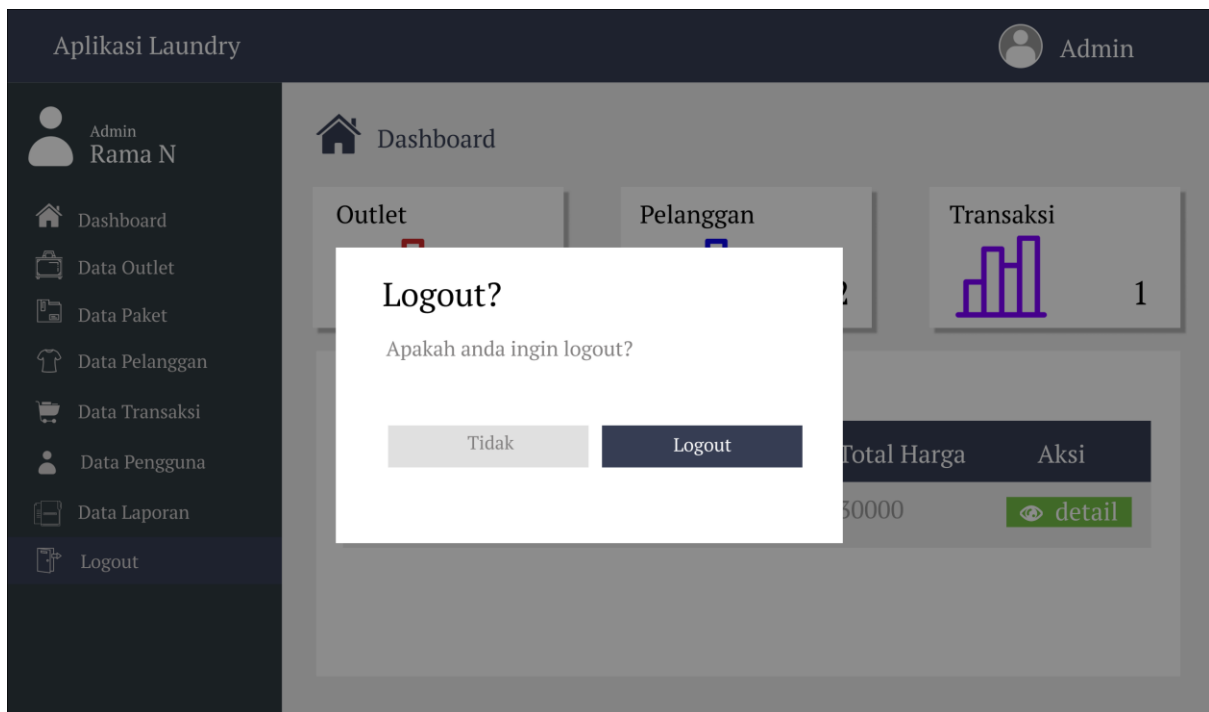 Aplikasi Laundry
Admin
Admin
Rama N
Dashboard
Data Outlet
Data Paket
Data Pelanggan
Data Transaksi
Data Pengguna
Data Laporan
Logout
Dashboard
Outlet
Pelanggan
Transaksi
1
Logout?
Apakah anda ingin logout?
Tidak
Logout
Total Harga
Aksi
detail